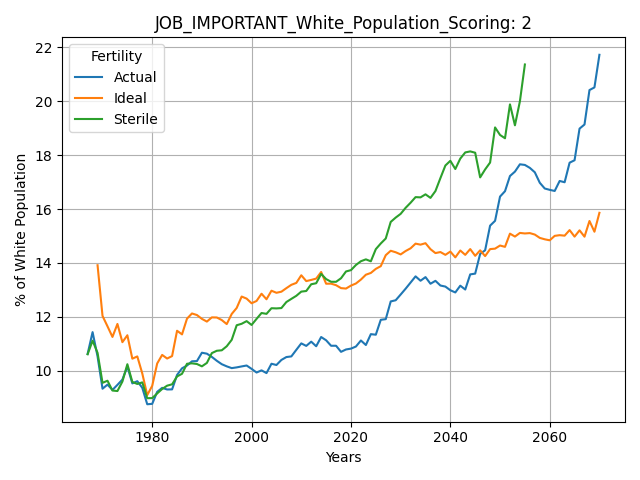 JOB_IMPORTANT_White_Population_Scoring: 2
Fertility
Actual
Ideal
Sterile
% of White Population
22
20
18
16
14
12
10
1980 2000 2020 2040 2060
Years